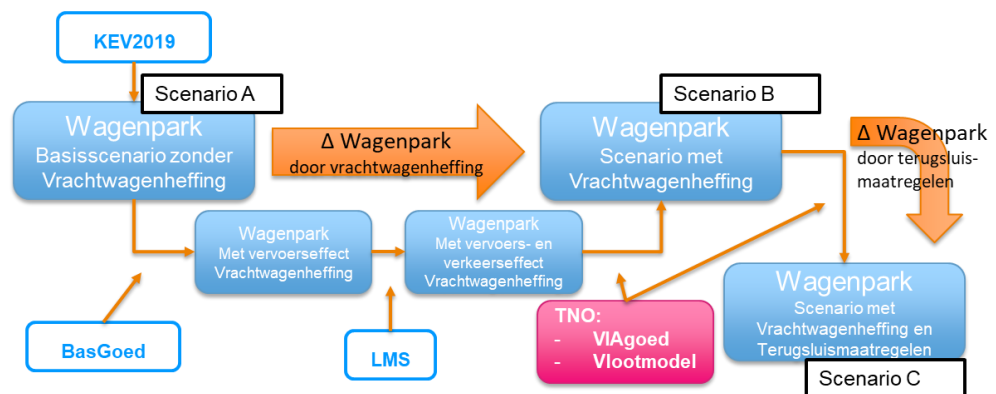 KEV2019
Scenario A
Wagenpark
Basisscenario zonder
Vrachtwagenheffing
Δ Wagenpark
door vrachtwagenheffing
Scenario B
Wagenpark
Scenario met
Vrachtwagenheffing
Δ Wagenpark
door terugsluis-
maatregelen
Wagenpark
Met vervoerseffect
Vrachtwagenheffing
Wagenpark
Met vervoers- en
verkeerseffect
Vrachtwagenheffing
BasGoed
LMS
TNO:
- VIAgoed
- Vlootmodel
Wagenpark
Scenario met
Vrachtwagenheffing en
Terugsluismaatregelen
Scenario C